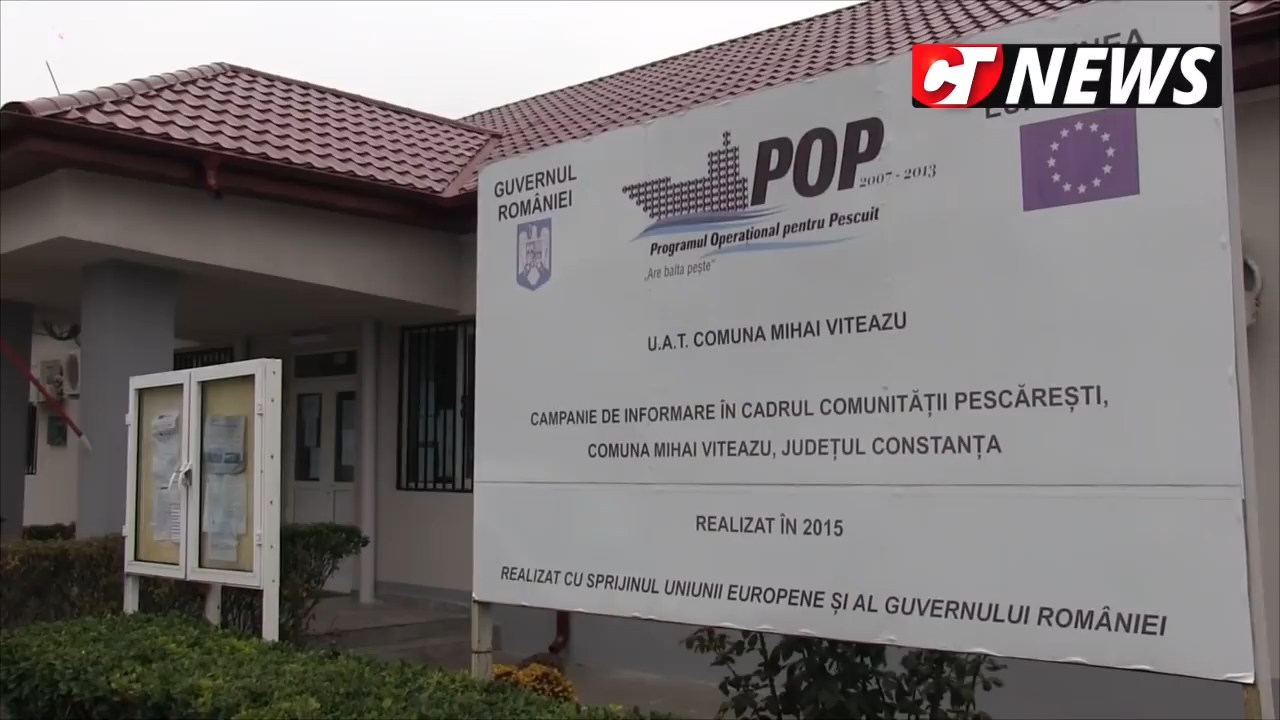 CT NEWS
GUVERNUL
ROMÂNIEI
POP
2007 - 2013
Programul Operațional pentru Pescuit
„Are balta pește”
U.A.T. COMUNA MIHAI VITEAZU
CAMPANIE DE INFORMARE ÎN CADRUL COMUNITĂȚII PESCĂREȘTI,
COMUNA MIHAI VITEAZU, JUDEȚUL CONSTANȚA
REALIZAT ÎN 2015
REALIZAT CU SPRIJINUL UNIUNII EUROPENE ȘI AL GUVERNULUI ROMÂNIEI